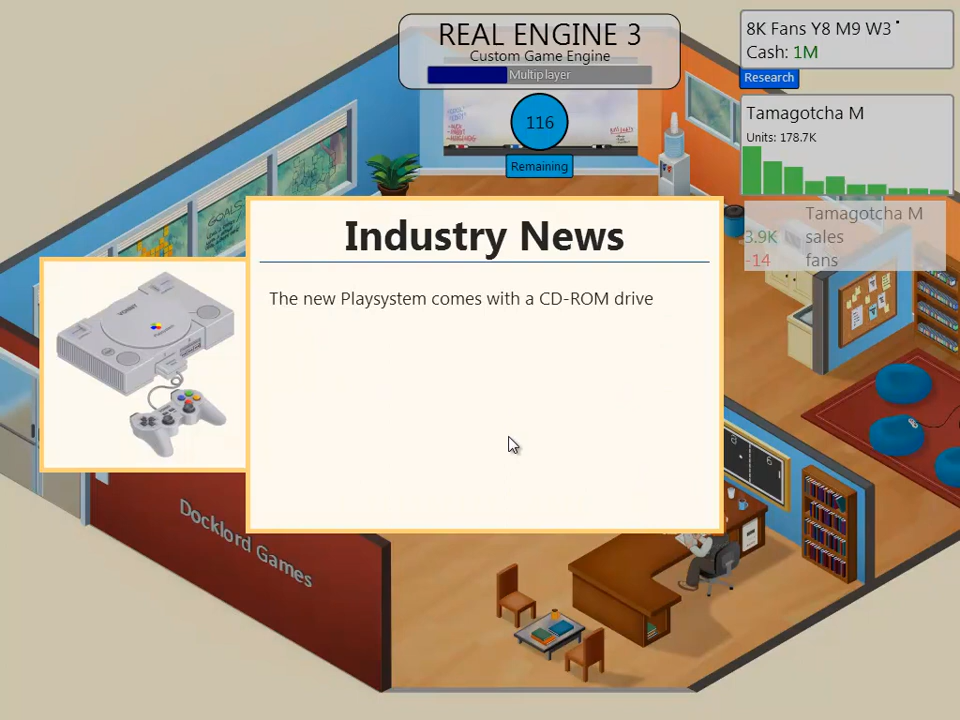 REAL ENGINE 3
Custom Game Engine
Multiplayer
116
Remaining
8K Fans Y8 M9 W3
Cash: 1M
Research
Tamagotcha M
Units: 178.7K
Tamagotcha M
3.9K sales
-14 fans
GOALS
Industry News
The new Playsystem comes with a CD-ROM drive
Docklord Games